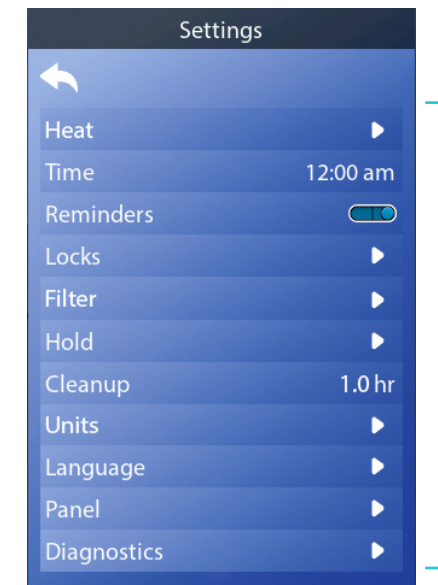 Settings
Heat
Time 12:00 am
Reminders
Locks
Filter
Hold
Cleanup 1.0 hr
Units
Language
Panel
Diagnostics